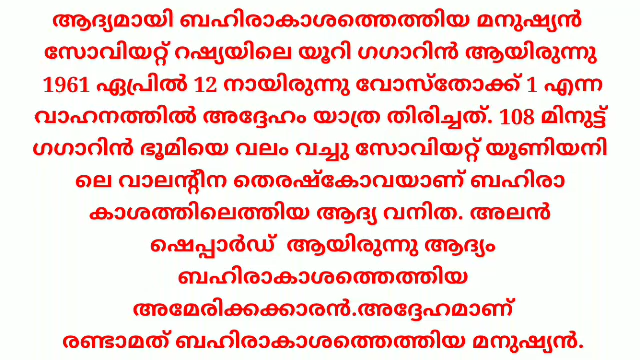 ആദ്യമായി ബഹിരാകാശത്തെത്തിയ മനുഷ്യൻ
സോവിയറ്റ് റഷ്യയിലെ യൂറി ഗഗാറിൻ ആയിരുന്നു
1961 ഏപ്രിൽ 12 നായിരുന്നു വോസ്തോക്ക് 1 എന്ന
വാഹനത്തിൽ അദ്ദേഹം യാത്ര തിരിച്ചത്. 108 മിനുട്ട്
ഗഗാറിൻ ഭൂമിയെ വലം വച്ചു സോവിയറ്റ് യൂണിയനി
ലെ വാലന്റീന തെരഷ്കോവയാണ് ബഹിരാ
കാശത്തിലെത്തിയ ആദ്യ വനിത. അലൻ
ഷെപ്പാർഡ് ആയിരുന്നു ആദ്യം
ബഹിരാകാശത്തെത്തിയ
അമേരിക്കക്കാരൻ.അദ്ദേഹമാണ്
രണ്ടാമത് ബഹിരാകാശത്തെത്തിയ മനുഷ്യൻ.